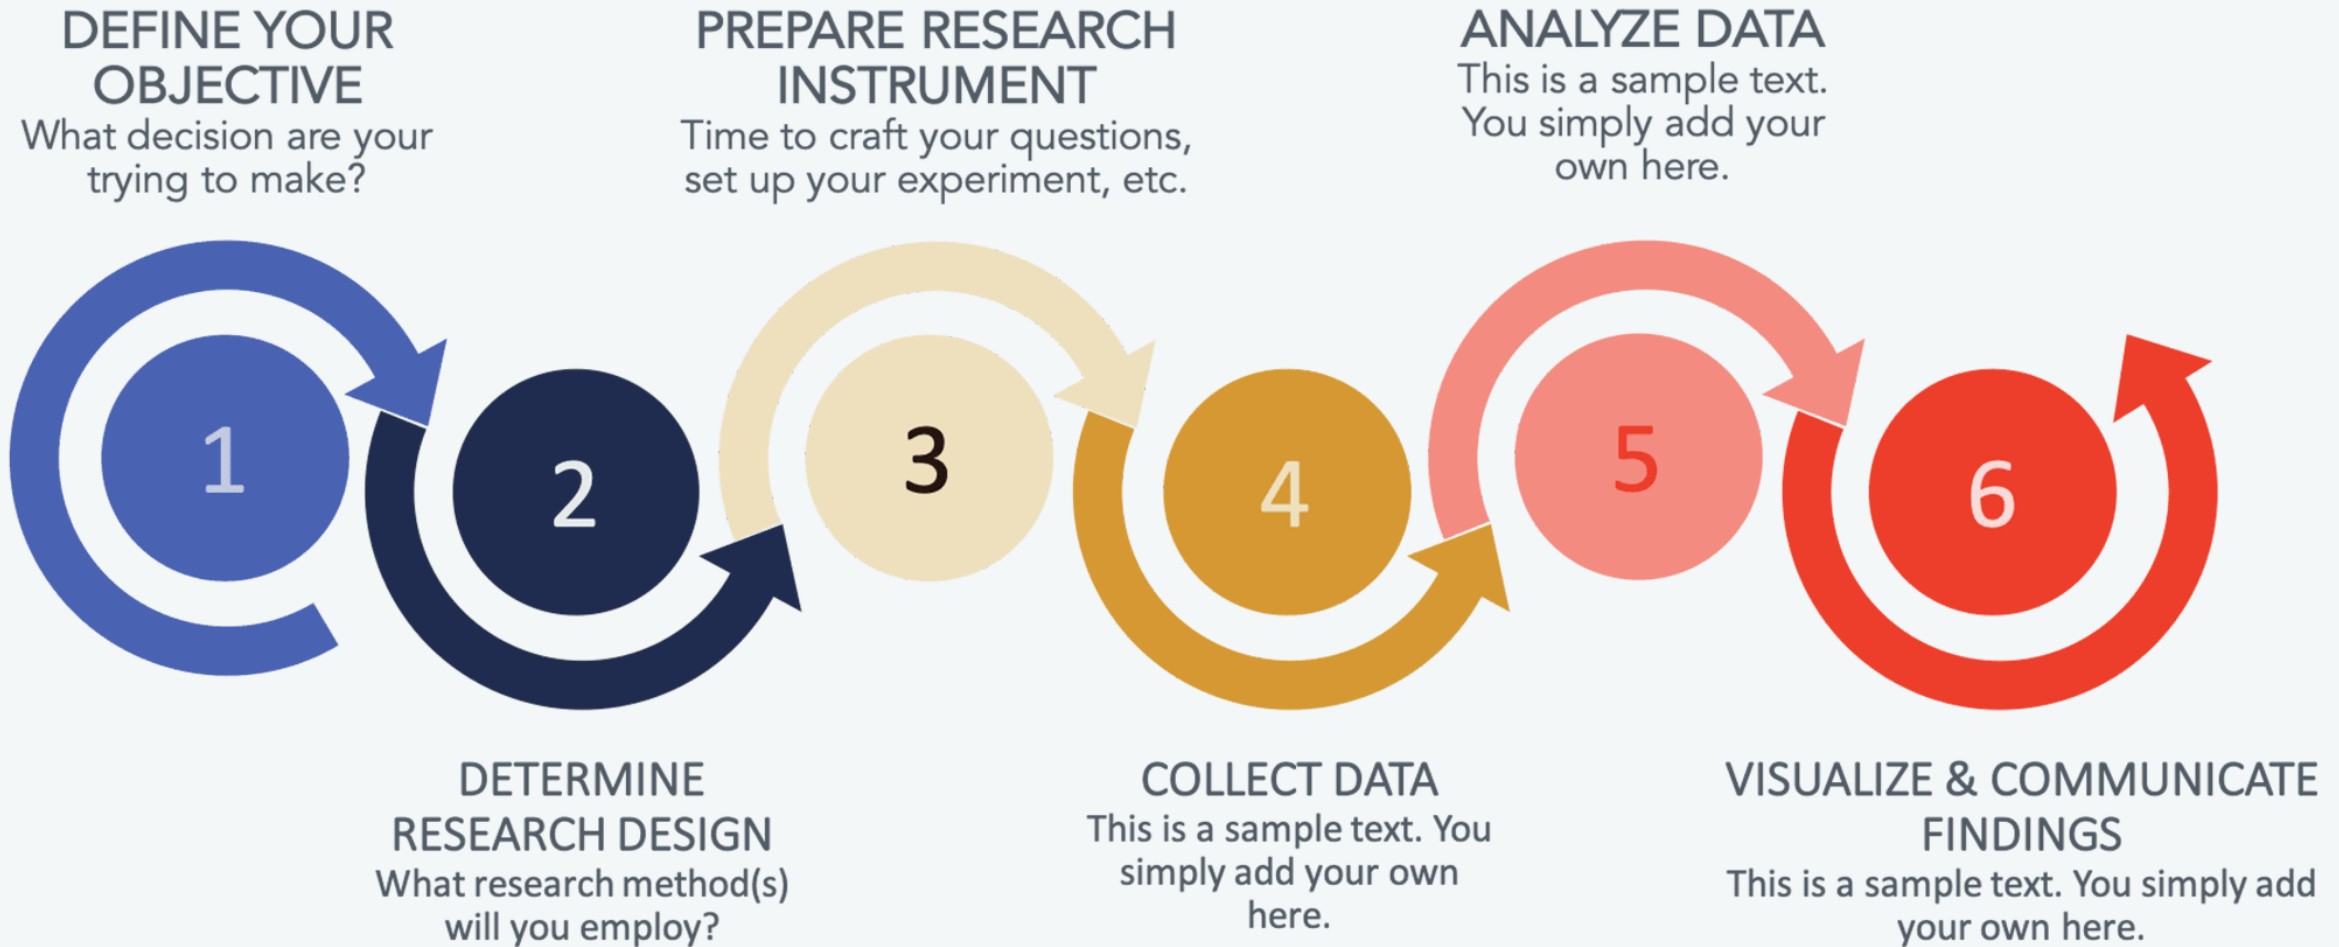 DEFINE YOUR
OBJECTIVE
What decision are your
trying to make?
1
DETERMINE
RESEARCH DESIGN
What research method(s)
will you employ?
2
PREPARE RESEARCH
INSTRUMENT
Time to craft your questions,
set up your experiment, etc.
3
COLLECT DATA
This is a sample text. You
simply add your own
here.
4
ANALYZE DATA
This is a sample text.
You simply add your
own here.
5
VISUALIZE & COMMUNICATE
FINDINGS
This is a sample text. You simply add
your own here.
6